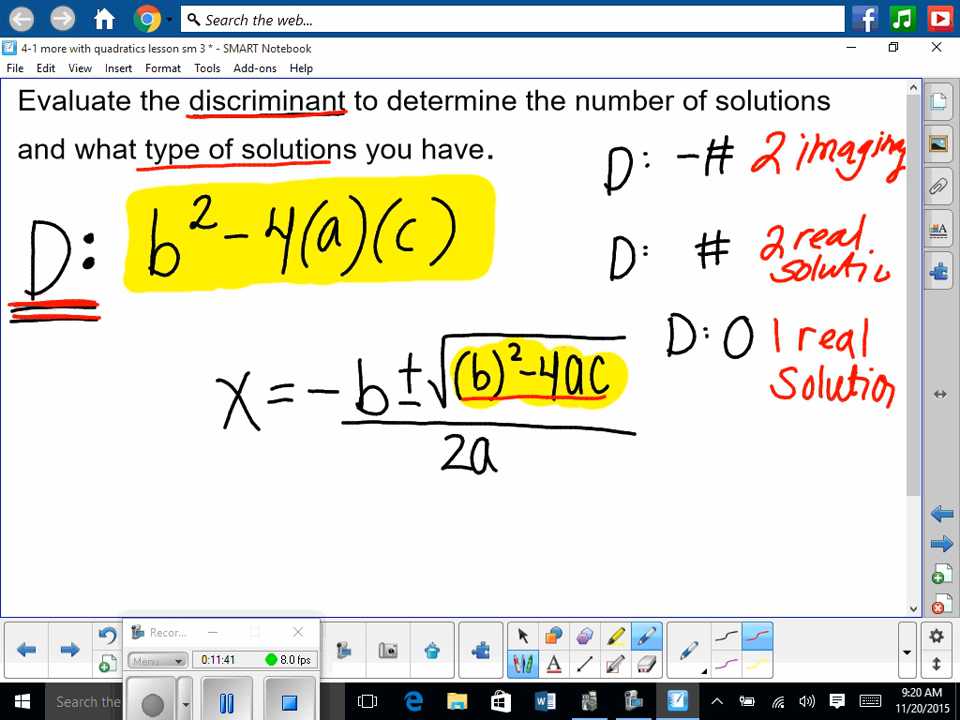 Search the web...
4-1 more with quadratics lesson sm 3 * - SMART Notebook
File Edit View Insert Format Tools Add-ons Help
Evaluate the discriminant to determine the number of solutions
and what type of solutions you have.
D: -# 2 imaging
D: b² - 4(a)(c)
D: # 2 real
solutio
D: 0 1 real
solution
x = -b ± √(b)² - 4ac
2a
Recor...
Menu 0:11:41 8.0 fps
Search the
9:20 AM
11/20/2015